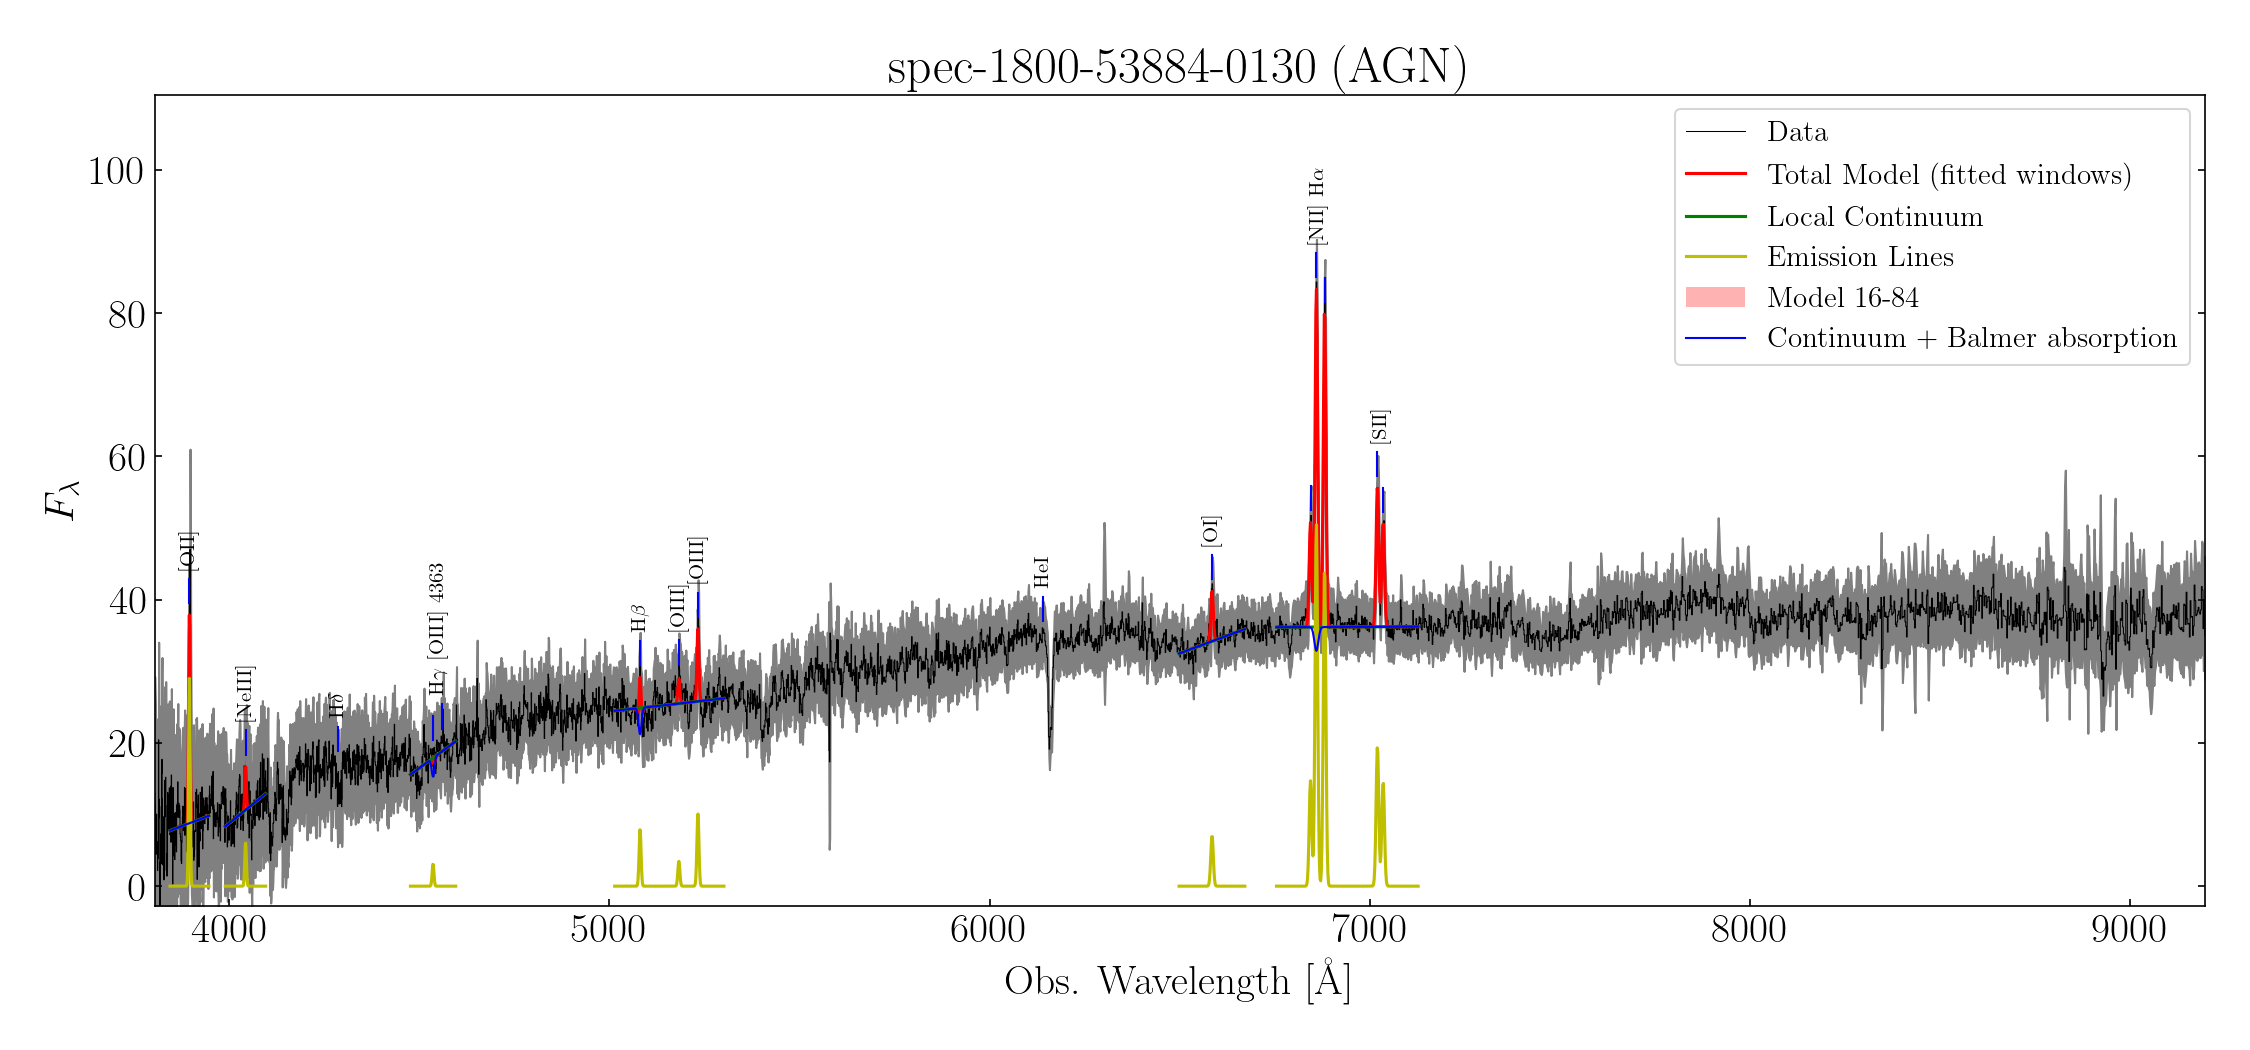 spec-1800-53884-0130 (AGN)
Data
Total Model (fitted windows)
Local Continuum
Emission Lines
Model 16-84
Continuum + Balmer absorption
Fλ
100
80
60
40
20
0
[OII]
[NeIII]
Hδ
Hγ
[OIII] 4363
Hβ
[OIII]
[OIII]
HeI
[OI]
[NII]
Hα
[SII]
4000
5000
6000
7000
8000
9000
Obs. Wavelength [Å]